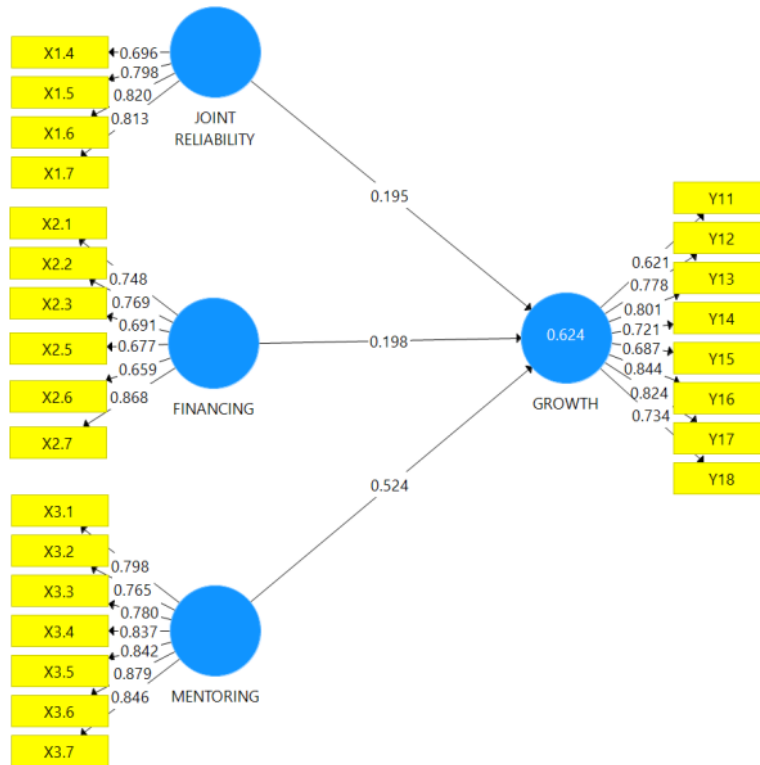 X1.4
X1.5
X1.6
X1.7
0.696
0.798
0.820
0.813
JOINT
RELIABILITY
X2.1
X2.2
X2.3
X2.5
X2.6
X2.7
0.748
0.769
0.691
0.677
0.659
0.868
FINANCING
X3.1
X3.2
X3.3
X3.4
X3.5
X3.6
X3.7
0.798
0.765
0.780
0.837
0.842
0.879
0.846
MENTORING
0.195
0.198
0.524
0.624
GROWTH
0.621
0.778
0.801
0.721
0.687
0.844
0.824
0.734
Y11
Y12
Y13
Y14
Y15
Y16
Y17
Y18